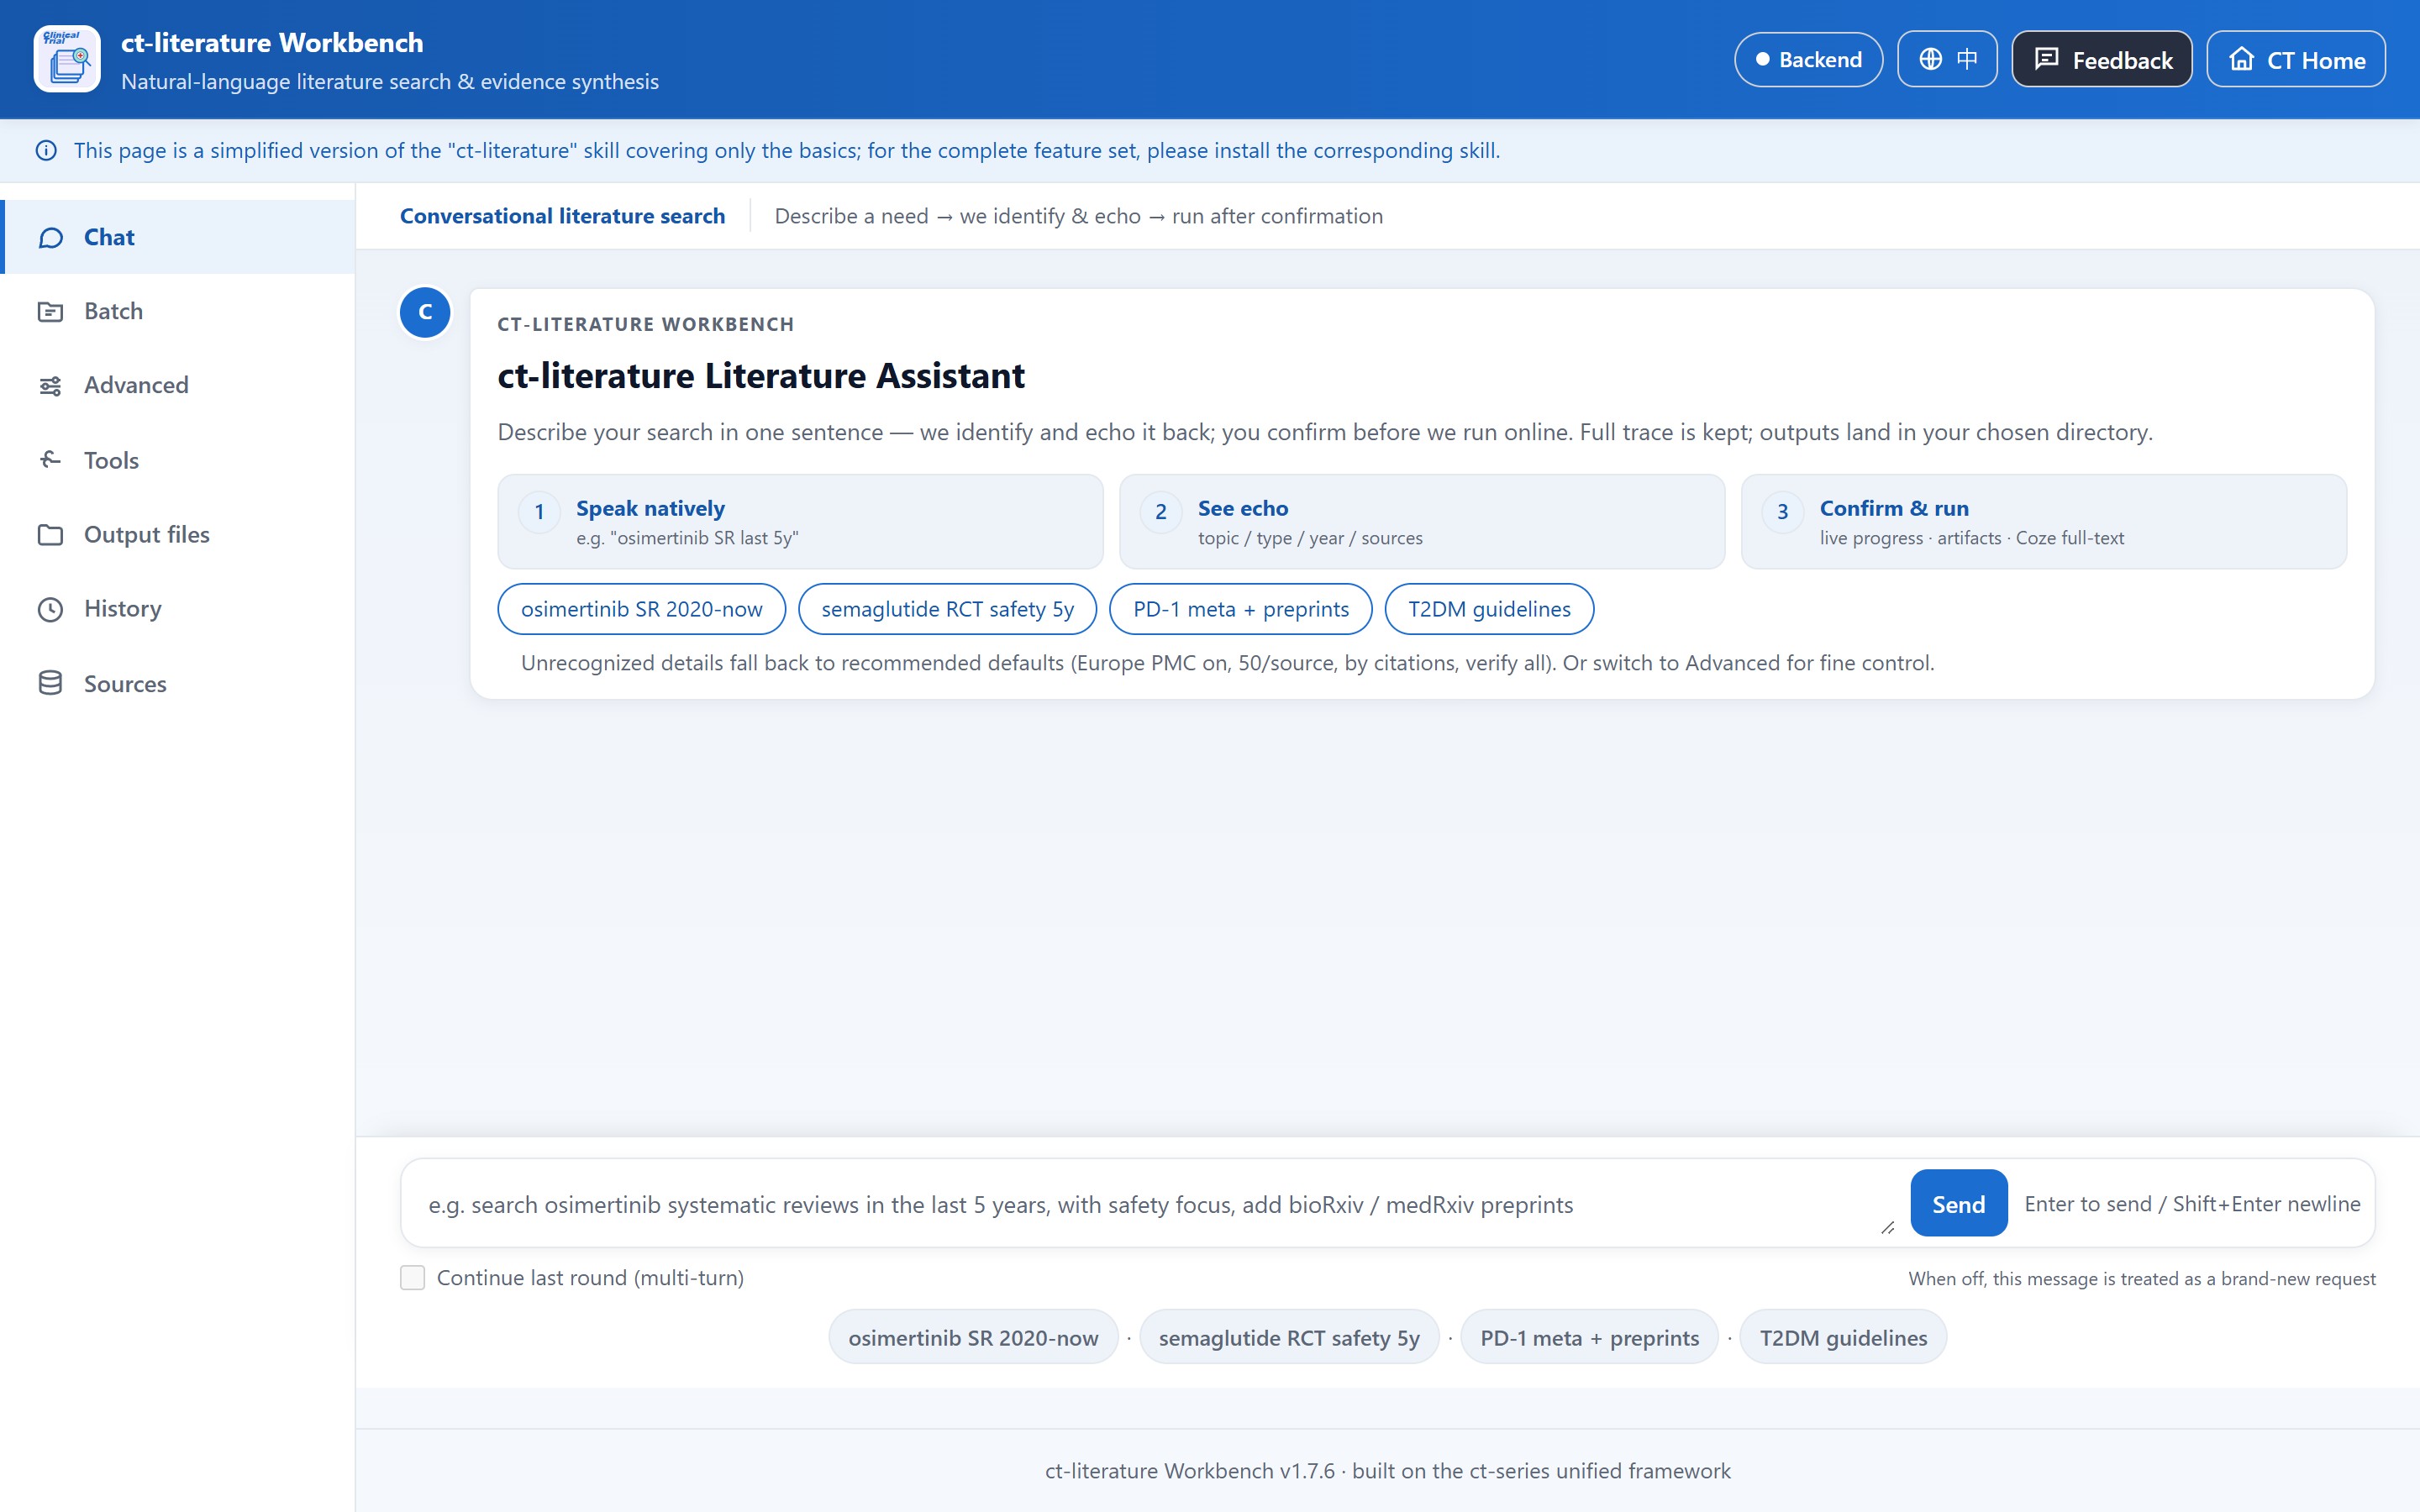 Clinical
Trial
ct-literature Workbench
Natural-language literature search & evidence synthesis
Backend
中
Feedback
CT Home
This page is a simplified version of the "ct-literature" skill covering only the basics; for the complete feature set, please install the corresponding skill.
Chat
Batch
Advanced
Tools
Output files
History
Sources
Conversational literature search
Describe a need → we identify & echo → run after confirmation
C
CT-LITERATURE WORKBENCH
ct-literature Literature Assistant
Describe your search in one sentence — we identify and echo it back; you confirm before we run online. Full trace is kept; outputs land in your chosen directory.
1
Speak natively
e.g. "osimertinib SR last 5y"
2
See echo
topic / type / year / sources
3
Confirm & run
live progress · artifacts · Coze full-text
osimertinib SR 2020-now
semaglutide RCT safety 5y
PD-1 meta + preprints
T2DM guidelines
Unrecognized details fall back to recommended defaults (Europe PMC on, 50/source, by citations, verify all). Or switch to Advanced for fine control.
e.g. search osimertinib systematic reviews in the last 5 years, with safety focus, add bioRxiv / medRxiv preprints
Send
Enter to send / Shift+Enter newline
Continue last round (multi-turn)
When off, this message is treated as a brand-new request
osimertinib SR 2020-now · semaglutide RCT safety 5y · PD-1 meta + preprints · T2DM guidelines
ct-literature Workbench v1.7.6 · built on the ct-series unified framework